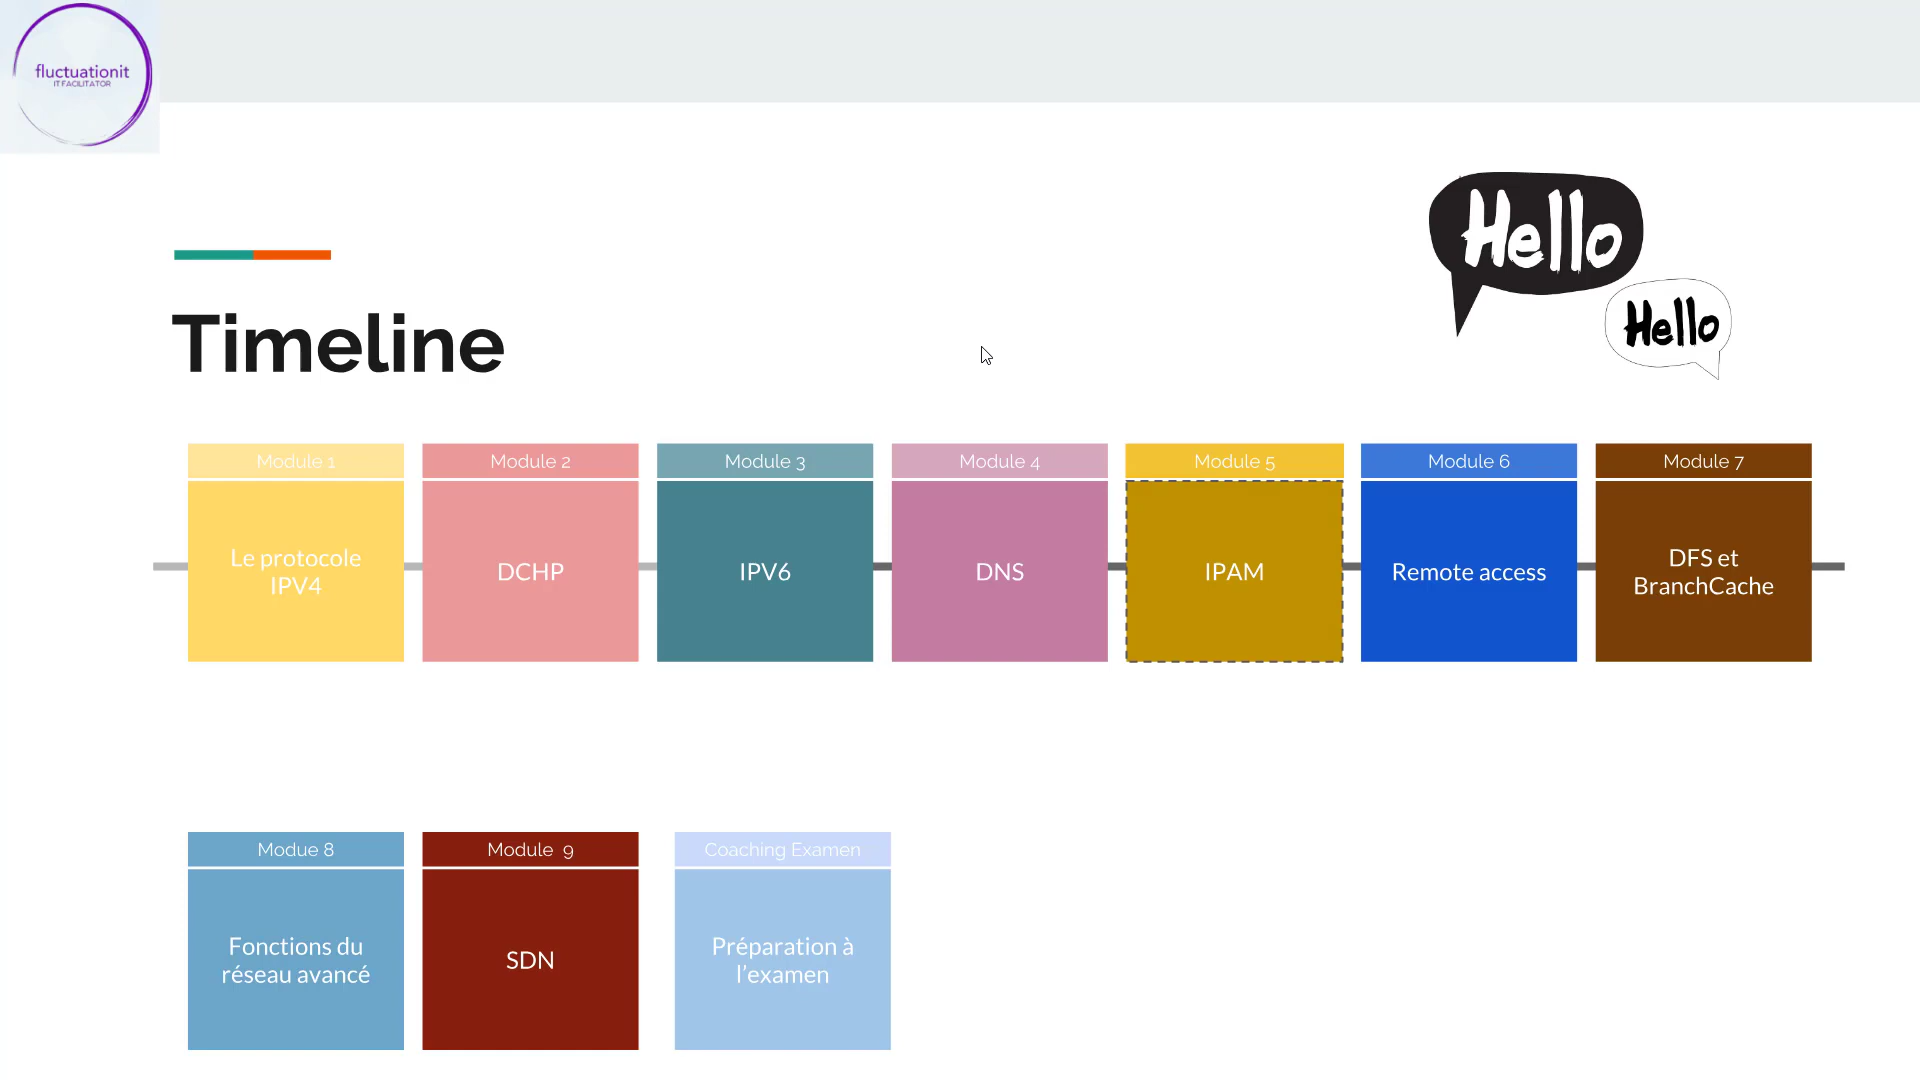 fluctuationit
IT FACILITATOR
Hello
Hello
Timeline
Module 1
Module 2
Module 3
Module 4
Module 5
Module 6
Module 7
Le protocole
IPV4
DCHP
IPV6
DNS
IPAM
Remote access
DFS et
BranchCache
Modue 8
Module 9
Coaching Examen
Fonctions du
réseau avancé
SDN
Préparation à
l'examen